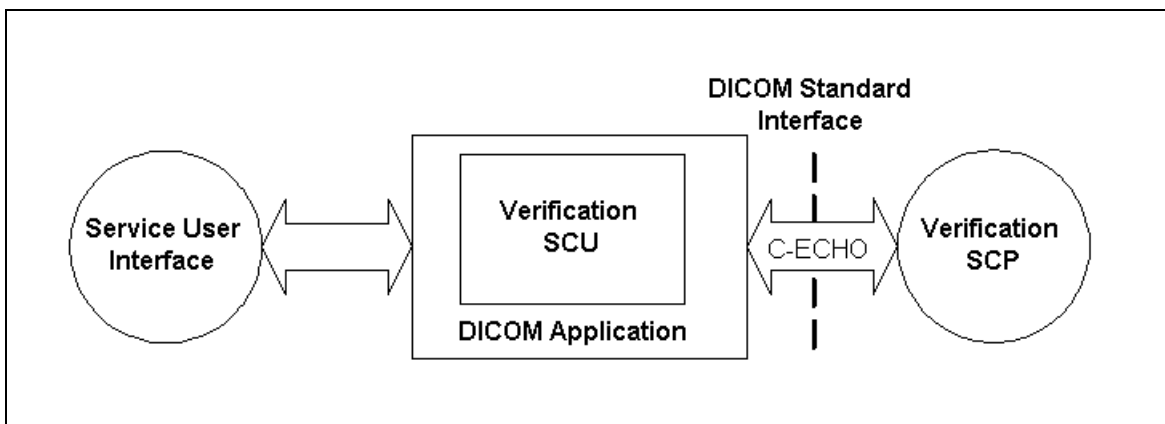 DICOM Standard
Interface
Service User
Interface
Verification
SCU
DICOM Application
C-ECHO
Verification
SCP